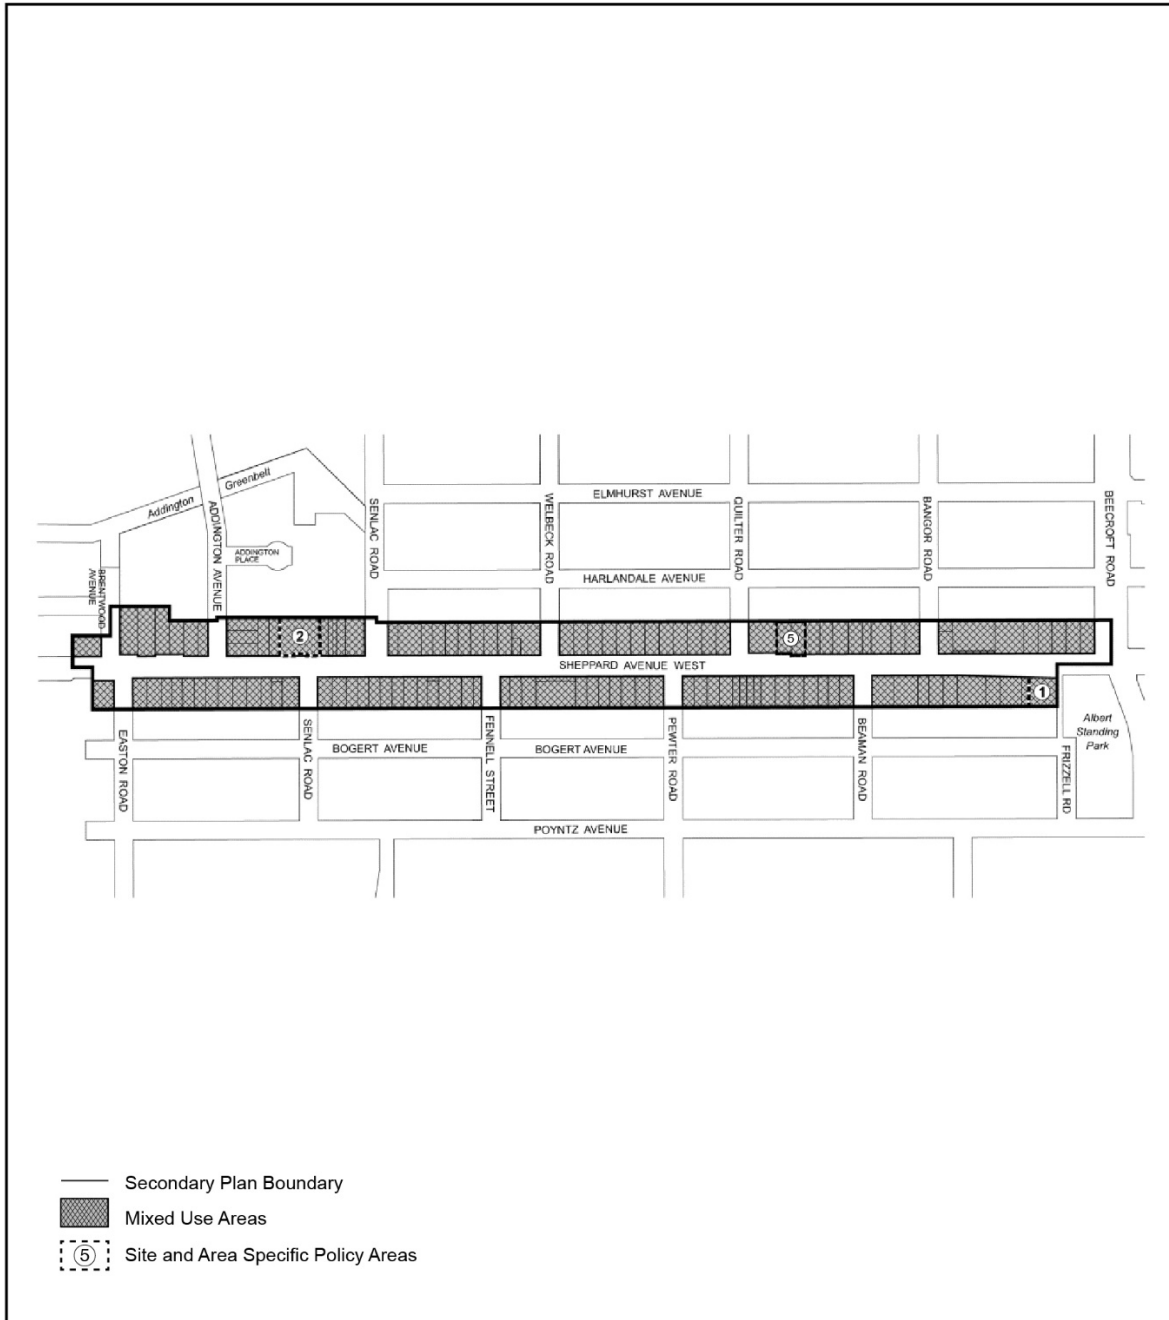 ELMHURST AVENUE
Addington Greenbelt
SENLAC ROAD
WELBECK ROAD
QUILTER ROAD
BANGOR ROAD
BEECROFT ROAD
ADDINGTON AVENUE
ADDINGTON
PLACE
BRENTWOOD
AVENUE
HARLANDALE AVENUE
2
5
SHEPPARD AVENUE WEST
1
Albert
Standing
Park
EASTON ROAD
SENLAC ROAD
FENNELL STREET
PEWTER ROAD
BEAMAN ROAD
FRIZZELL RD
BOGERT AVENUE
BOGERT AVENUE
POYNTZ AVENUE
Secondary Plan Boundary
Mixed Use Areas
5 Site and Area Specific Policy Areas